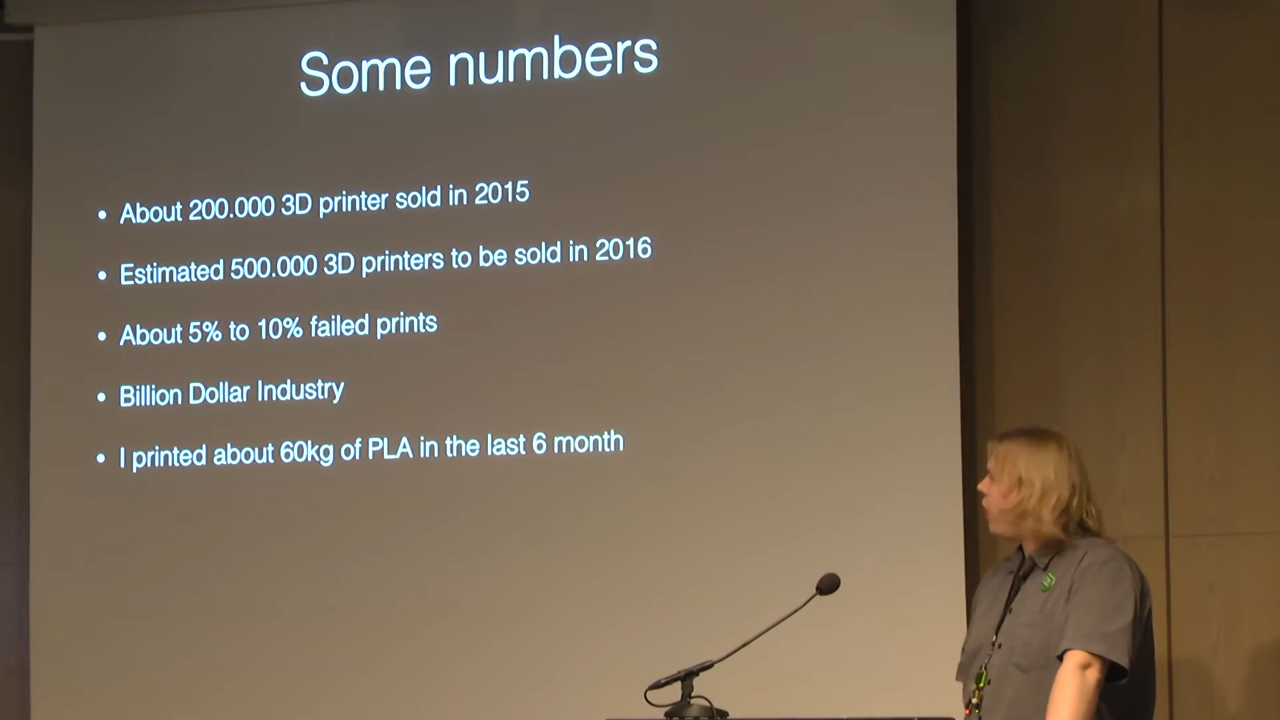 Some numbers
• About 200.000 3D printer sold in 2015
• Estimated 500.000 3D printers to be sold in 2016
• About 5% to 10% failed prints
• Billion Dollar Industry
• I printed about 60kg of PLA in the last 6 month